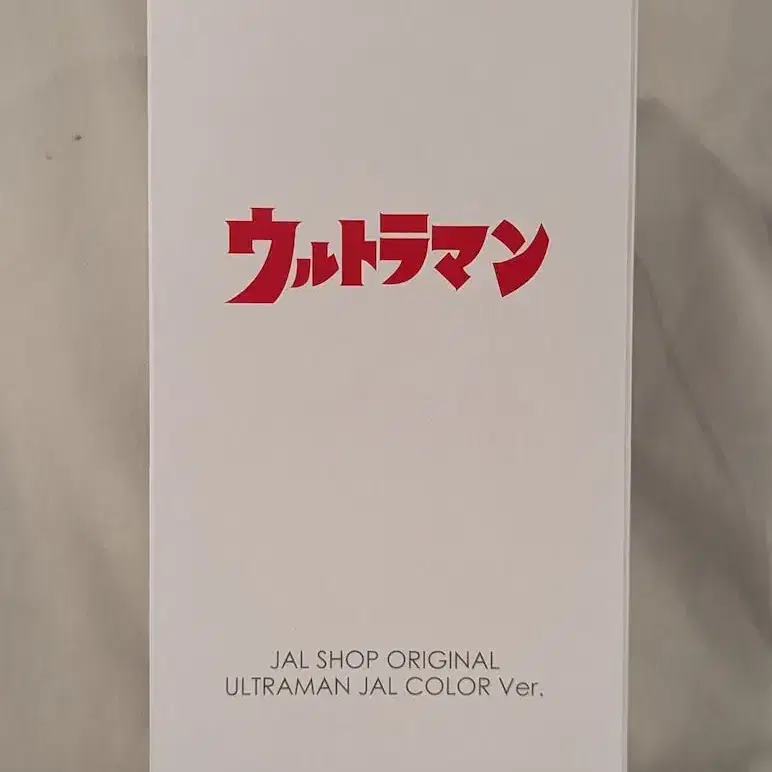 ウルトラマン
JAL SHOP ORIGINAL
ULTRAMAN JAL COLOR Ver.